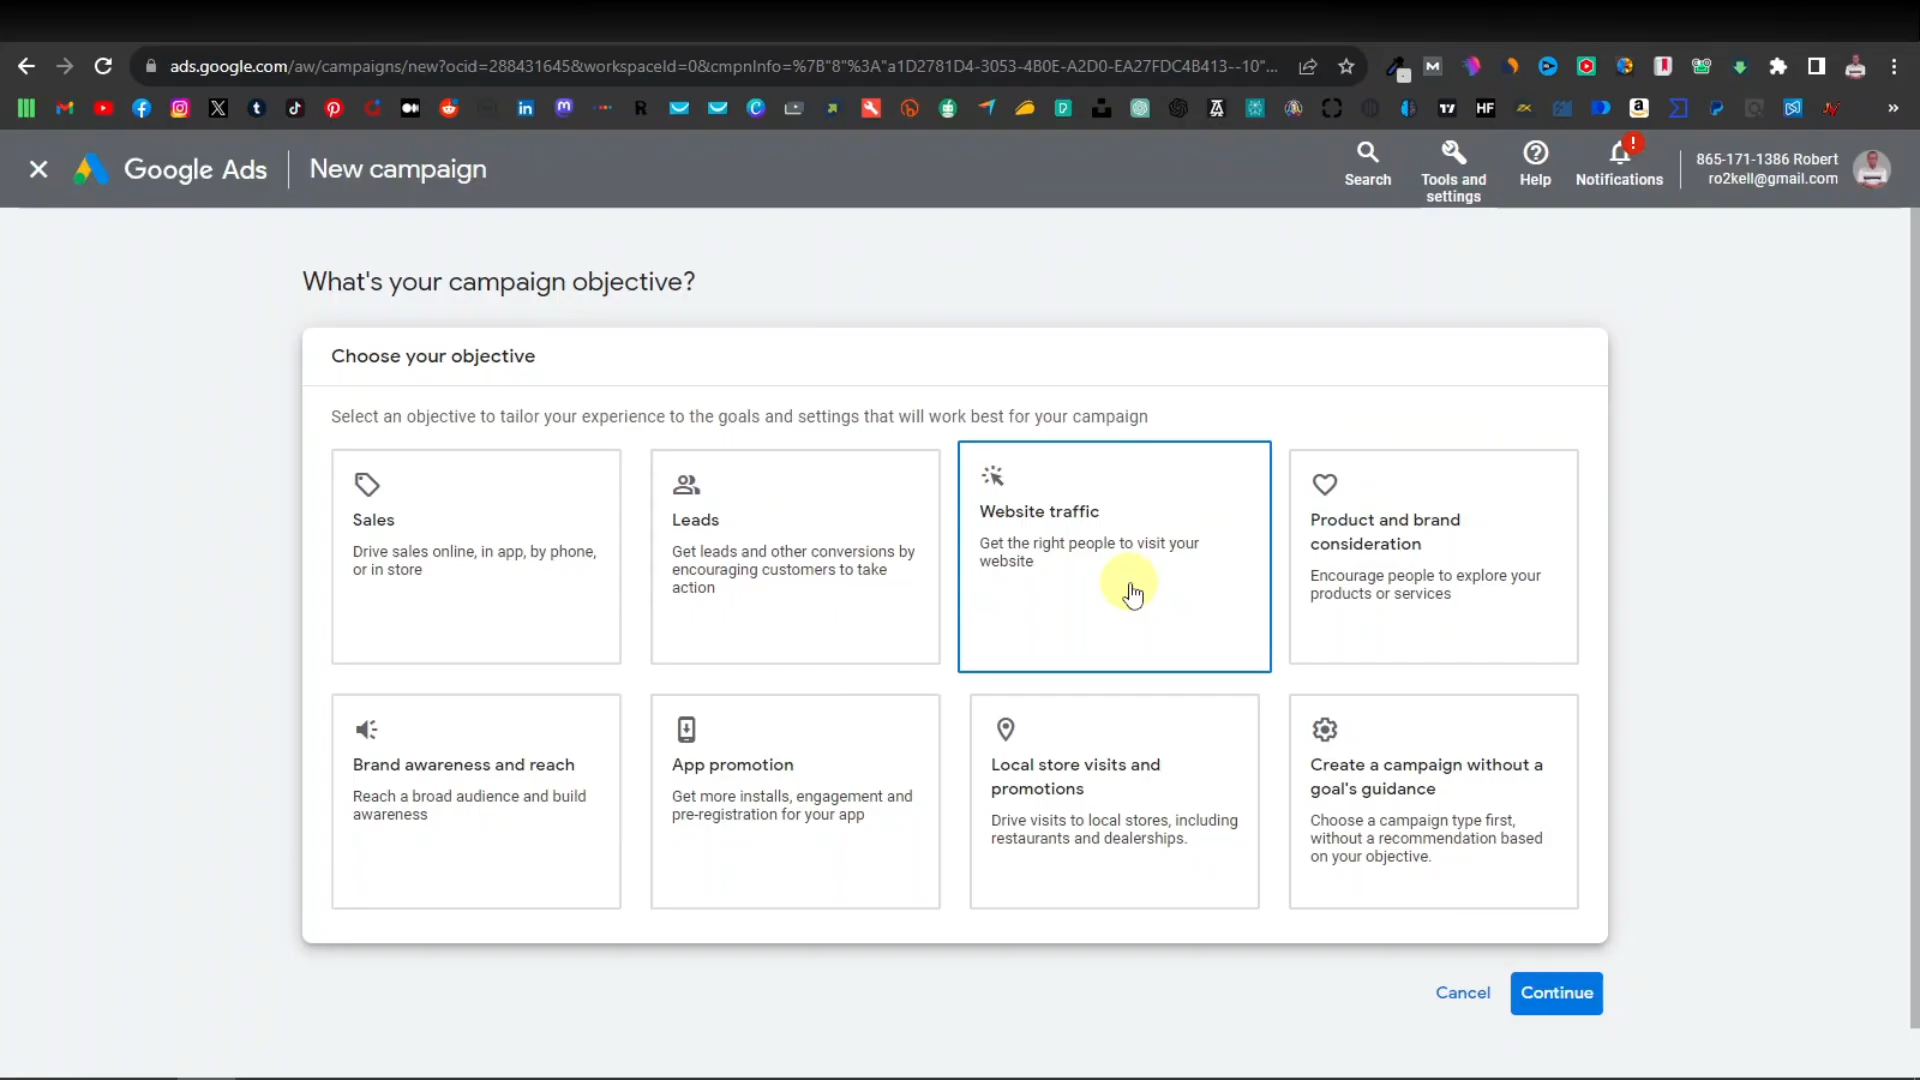 ads.google.com/aw/campaigns/new?ocid=288431645&workspaceId=0&cmpnInfo=%7B"8"%3A"a1D2781D4-3053-4B0E-A2D0-EA27FDC4B413--10"...
Google Ads
New campaign
Search
Tools and
settings
Help
Notifications
865-171-1386 Robert
ro2kell@gmail.com
What's your campaign objective?
Choose your objective
Select an objective to tailor your experience to the goals and settings that will work best for your campaign
Sales
Drive sales online, in app, by phone,
or in store
Leads
Get leads and other conversions by
encouraging customers to take
action
Website traffic
Get the right people to visit your
website
Product and brand
consideration
Encourage people to explore your
products or services
Brand awareness and reach
Reach a broad audience and build
awareness
App promotion
Get more installs, engagement and
pre-registration for your app
Local store visits and
promotions
Drive visits to local stores, including
restaurants and dealerships.
Create a campaign without a
goal's guidance
Choose a campaign type first,
without a recommendation based
on your objective.
Cancel
Continue